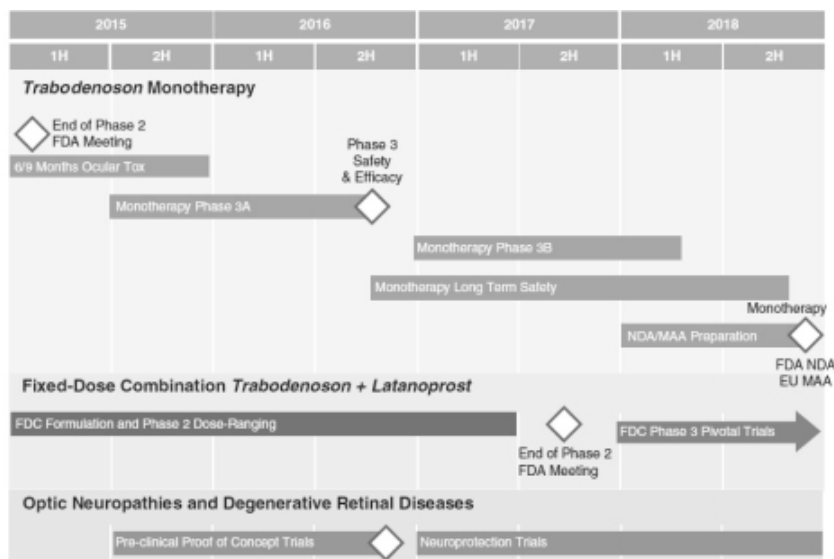 2015 2016 2017 2018
1H 2H 1H 2H 1H 2H 1H 2H
Trabodenoson Monotherapy
End of Phase 2
FDA Meeting
6/9 Months Ocular Tox
Phase 3
Safety
& Efficacy
Monotherapy Phase 3A
Monotherapy Phase 3B
Monotherapy Long Term Safety
Monotherapy
NDA/MAA Preparation
FDA NDA
EU MAA
Fixed-Dose Combination Trabodenoson + Latanoprost
FDC Formulation and Phase 2 Dose-Ranging
End of Phase 2
FDA Meeting
FDC Phase 3 Pivotal Trials
Optic Neuropathies and Degenerative Retinal Diseases
Pre-clinical Proof of Concept Trials
Neuroprotection Trials